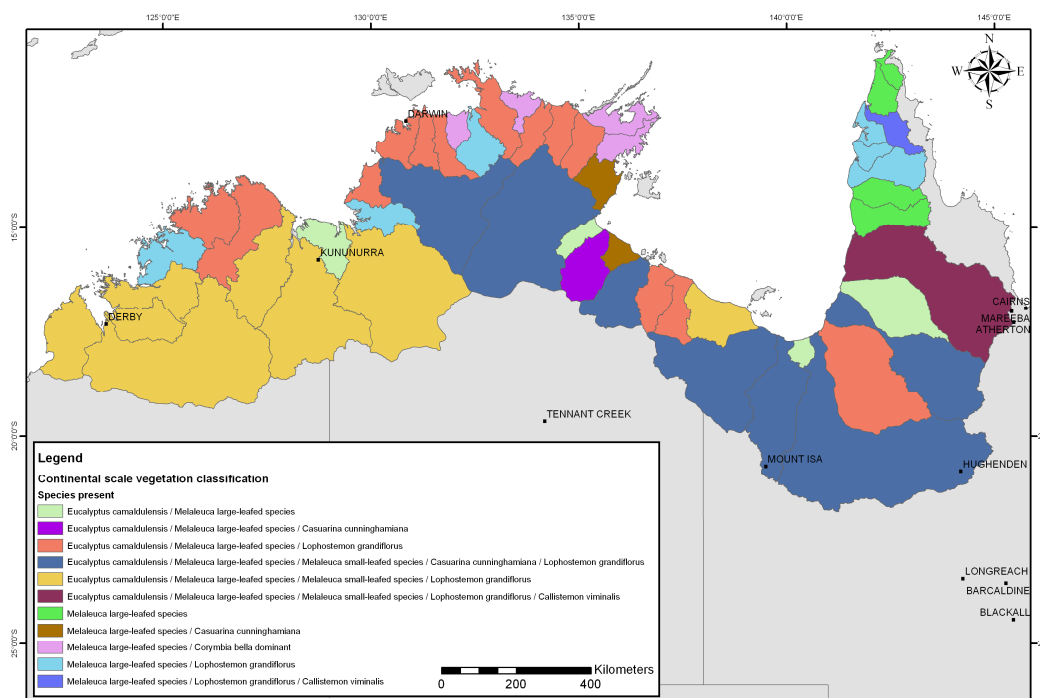 125°0'0"E 130°0'0"E 135°0'0"E 140°0'0"E 145°0'0"E
N
W E
S
DARWIN
15°0'0"S
KUNUNURRA
DERBY
CAIRNS
MAREEBA
ATHERTON
20°0'0"S
TENNANT CREEK
MOUNT ISA
HUGHENDEN
LONGREACH
BARCALDINE
BLACKALL
25°0'0"S
Legend
Continental scale vegetation classification
Species present
Eucalyptus camaldulensis / Melaleuca large-leafed species
Eucalyptus camaldulensis / Melaleuca large-leafed species / Casuarina cunninghamiana
Eucalyptus camaldulensis / Melaleuca large-leafed species / Lophostemon grandiflorus
Eucalyptus camaldulensis / Melaleuca large-leafed species / Melaleuca small-leafed species / Casuarina cunninghamiana / Lophostemon grandiflorus
Eucalyptus camaldulensis / Melaleuca large-leafed species / Melaleuca small-leafed species / Lophostemon grandiflorus
Eucalyptus camaldulensis / Melaleuca large-leafed species / Melaleuca small-leafed species / Lophostemon grandiflorus / Callistemon viminalis
Melaleuca large-leafed species
Melaleuca large-leafed species / Casuarina cunninghamiana
Melaleuca large-leafed species / Corymbia bella dominant
Melaleuca large-leafed species / Lophostemon grandiflorus
Melaleuca large-leafed species / Lophostemon grandiflorus / Callistemon viminalis
Kilometers
0 200 400